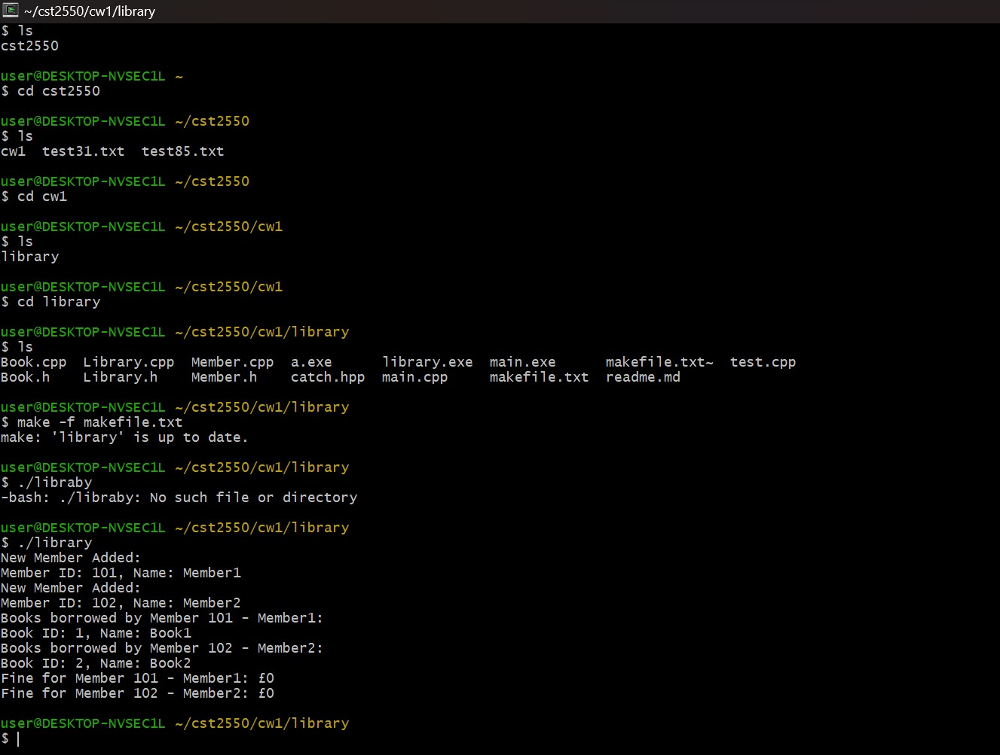 ~/cst2550/cw1/library
$ ls
cst2550
user@DESKTOP-NVSEC1L ~
$ cd cst2550
user@DESKTOP-NVSEC1L ~/cst2550
$ ls
cw1  test31.txt  test85.txt
user@DESKTOP-NVSEC1L ~/cst2550
$ cd cw1
user@DESKTOP-NVSEC1L ~/cst2550/cw1
$ ls
library
user@DESKTOP-NVSEC1L ~/cst2550/cw1
$ cd library
user@DESKTOP-NVSEC1L ~/cst2550/cw1/library
$ ls
Book.cpp  Library.cpp  Member.cpp  a.exe      library.exe  main.exe      makefile.txt~  test.cpp
Book.h    Library.h    Member.h    catch.hpp  main.cpp     makefile.txt  readme.md
user@DESKTOP-NVSEC1L ~/cst2550/cw1/library
$ make -f makefile.txt
make: 'library' is up to date.
user@DESKTOP-NVSEC1L ~/cst2550/cw1/library
$ ./libraby
-bash: ./libraby: No such file or directory
user@DESKTOP-NVSEC1L ~/cst2550/cw1/library
$ ./library
New Member Added:
Member ID: 101, Name: Member1
New Member Added:
Member ID: 102, Name: Member2
Books borrowed by Member 101 - Member1:
Book ID: 1, Name: Book1
Books borrowed by Member 102 - Member2:
Book ID: 2, Name: Book2
Fine for Member 101 - Member1: £0
Fine for Member 102 - Member2: £0
user@DESKTOP-NVSEC1L ~/cst2550/cw1/library
$